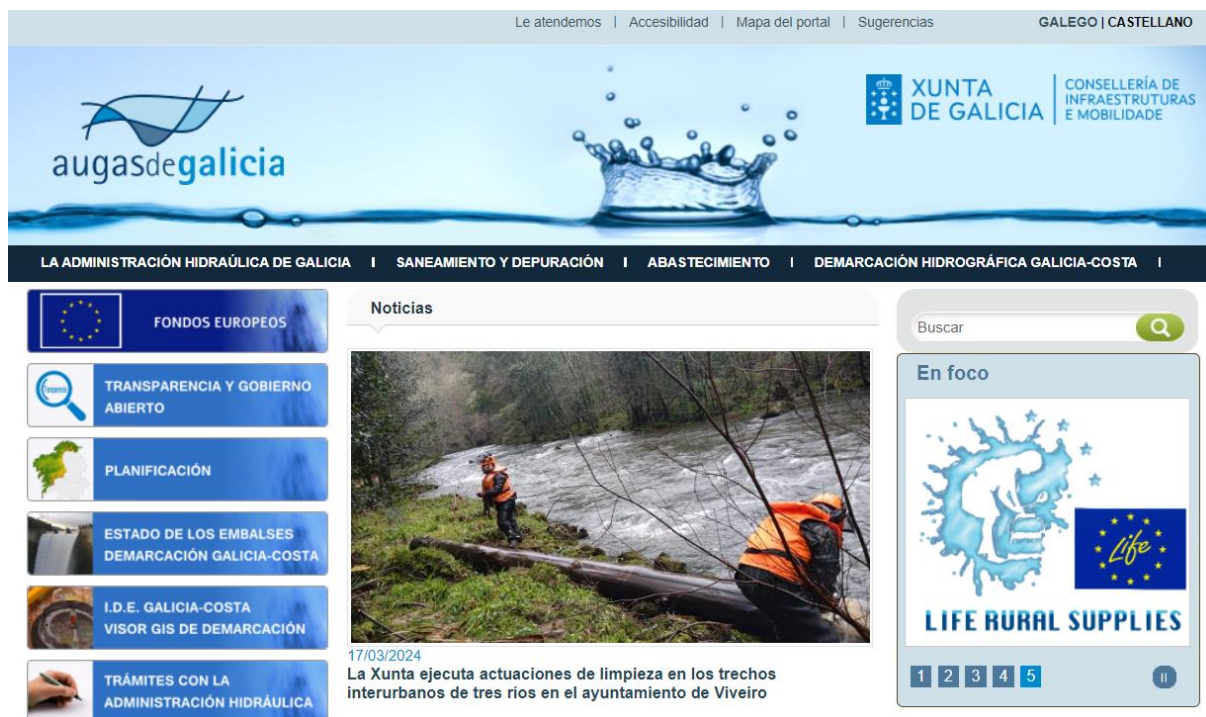 Le atendemos | Accesibilidad | Mapa del portal | Sugerencias GALEGO | CASTELLANO
augasdegalicia
XUNTA
DE GALICIA
CONSELLERÍA DE
INFRAESTRUTURAS
E MOBILIDADE
LA ADMINISTRACIÓN HIDRAÚLICA DE GALICIA | SANEAMIENTO Y DEPURACIÓN | ABASTECIMIENTO | DEMARCACIÓN HIDROGRÁFICA GALICIA-COSTA |
FONDOS EUROPEOS
TRANSPARENCIA Y GOBIERNO
ABIERTO
PLANIFICACIÓN
ESTADO DE LOS EMBALSES
DEMARCACIÓN GALICIA-COSTA
I.D.E. GALICIA-COSTA
VISOR GIS DE DEMARCACIÓN
TRÁMITES CON LA
ADMINISTRACIÓN HIDRÁULICA
Noticias
17/03/2024
La Xunta ejecuta actuaciones de limpieza en los trechos
interurbanos de tres ríos en el ayuntamiento de Viveiro
Buscar
En foco
Life
LIFE RURAL SUPPLIES
1 2 3 4 5